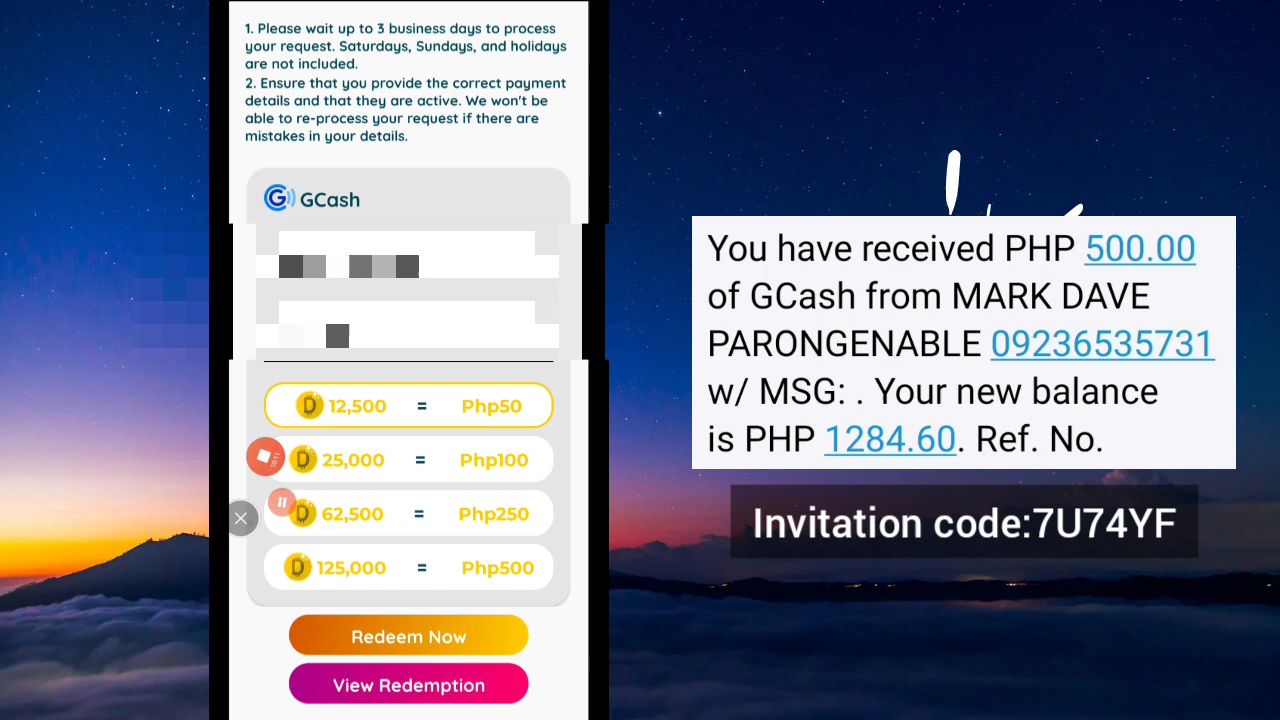 1. Please wait up to 3 business days to process
your request. Saturdays, Sundays, and holidays
are not included.
2. Ensure that you provide the correct payment
details and that they are active. We won't be
able to re-process your request if there are
mistakes in your details.
GCash
12,500 = Php50
25,000 = Php100
62,500 = Php250
125,000 = Php500
Redeem Now
View Redemption
You have received PHP 500.00
of GCash from MARK DAVE
PARONGENABLE 09236535731
w/ MSG: . Your new balance
is PHP 1284.60. Ref. No.
Invitation code:7U74YF